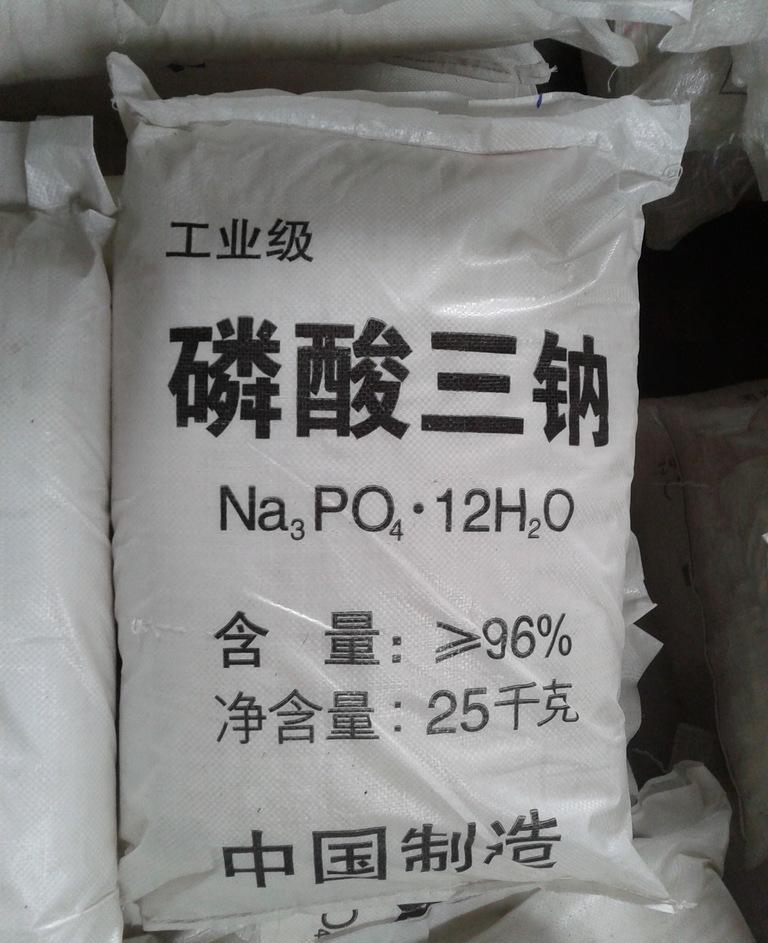 工业级
磷酸三钠
Na₃PO₄·12H₂O
含 量：⩾96%
净含量：25千克
中国制造
O₄